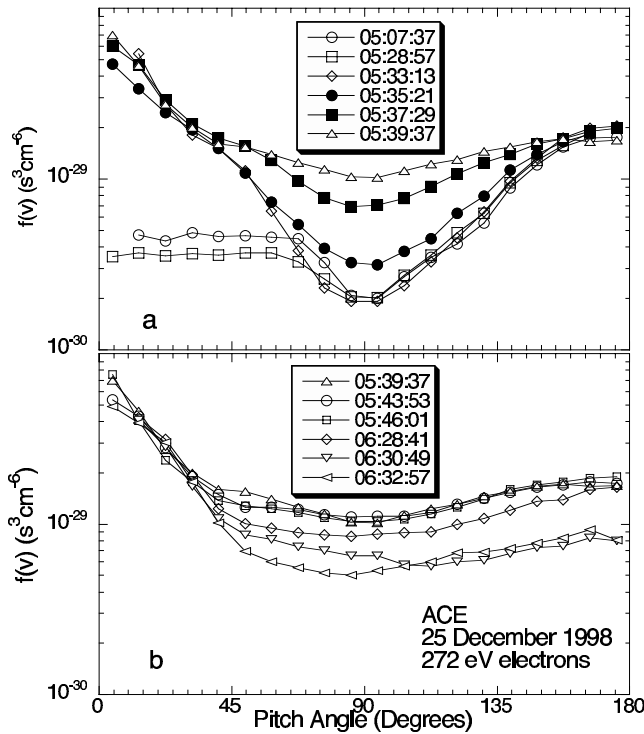 05:07:37
05:28:57
05:33:13
05:35:21
05:37:29
05:39:37
f(v) (s³cm⁻⁶)
10⁻²⁹
a
10⁻³⁰
05:39:37
05:43:53
05:46:01
06:28:41
06:30:49
06:32:57
f(v) (s³cm⁻⁶)
10⁻²⁹
ACE
25 December 1998
272 eV electrons
b
10⁻³⁰
0 45 90 135 180
Pitch Angle (Degrees)